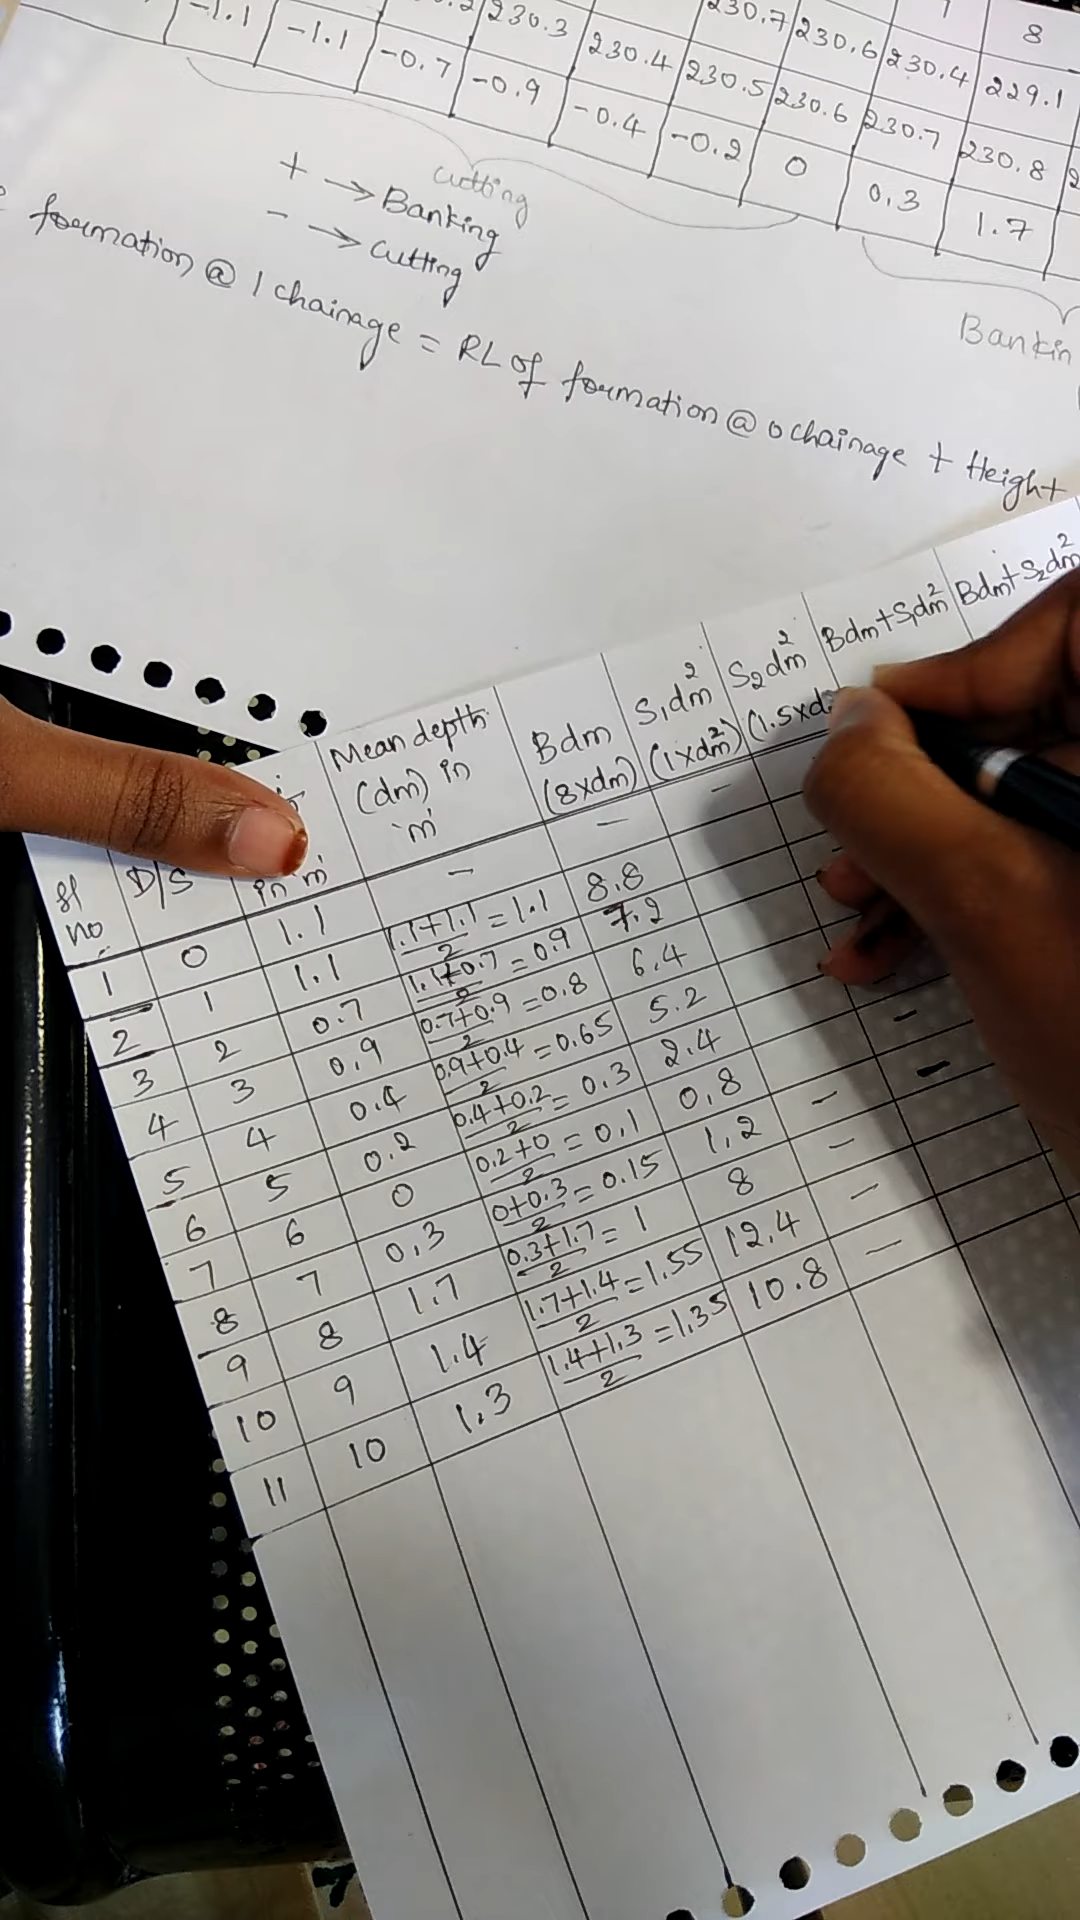 230.3 230.4 230.7 230.6 230.4 229.1
8
230.5 230.6 230.7 230.8
-1.1 -1.1 -0.7 -0.9 -0.4 -0.2 0 0.3 1.7
cutting
+ → Banking
- → Cutting
Bankin
formation @ 1 chainage = RL of formation @ 0 chainage + Height
Sl no. D/S in 'm' Mean depth (dm) in 'm' Bdm (8xdm) S₁dm² (1xdm²) S₂dm² (1.5xd Bdm+S₁dm² Bdm+S₂dm²
1 0 1.1 - - -
2 1 1.1 1.1+1.1/2 = 1.1 8.8
3 2 0.7 1.1+0.7/2 = 0.9 7.2
4 3 0.9 0.7+0.9/2 = 0.8 6.4
5 4 0.4 0.9+0.4/2 = 0.65 5.2 -
6 5 0.2 0.4+0.2/2 = 0.3 2.4 -
7 6 0 0.2+0/2 = 0.1 0.8 -
8 7 0.3 0+0.3/2 = 0.15 1.2 -
9 8 1.7 0.3+1.7/2 = 1 8 -
10 9 1.4 1.7+1.4/2 = 1.55 12.4 -
11 10 1.3 1.4+1.3/2 = 1.35 10.8